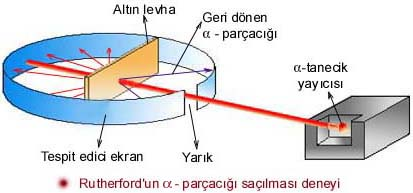 Altın levha
Geri dönen
α - parçacığı
α-tanecik
yayıcısı
Tespit edici ekran
Yarık
Rutherford'un α - parçacığı saçılması deneyi